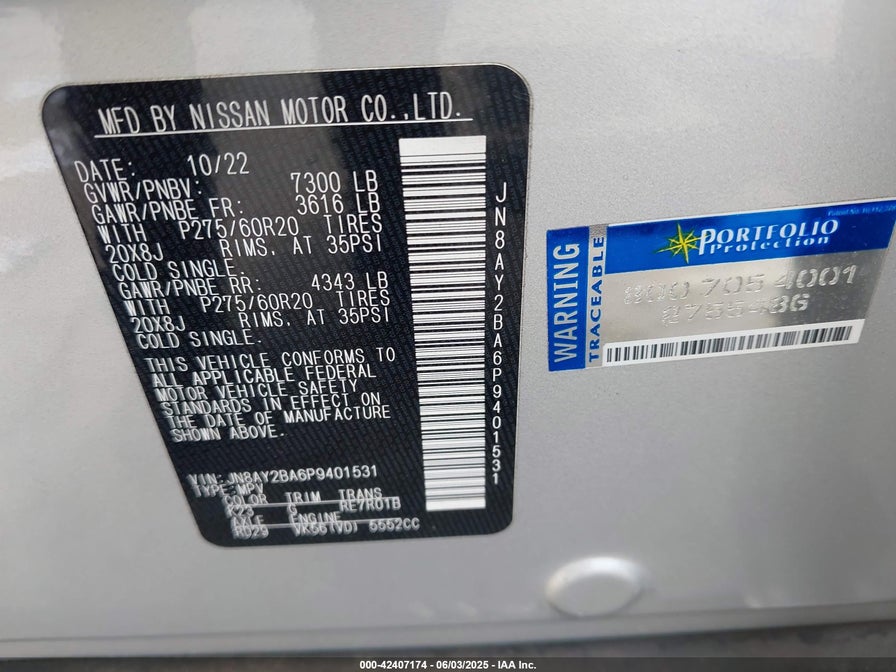 MFD BY NISSAN MOTOR CO.,LTD.
DATE: 10/22
GVWR/PNBV: 7300 LB
GAWR/PNBE FR: 3616 LB
WITH P275/60R20 TIRES
20X8J RIMS, AT 35PSI
COLD SINGLE.
GAWR/PNBE RR: 4343 LB
WITH P275/60R20 TIRES
20X8J RIMS, AT 35PSI
COLD SINGLE.
THIS VEHICLE CONFORMS TO
ALL APPLICABLE FEDERAL
MOTOR VEHICLE SAFETY
STANDARDS IN EFFECT ON
THE DATE OF MANUFACTURE
SHOWN ABOVE.
VIN: JN8AY2BA6P9401531
TYPE: MPV
COLOR TRIM TRANS
K23 G RE7R01B
AXLE ENGINE
RD29 VK56(VD) 5552CC
JN8AY2BA6P9401531
WARNING
TRACEABLE
PORTFOLIO
Protection
800 705 4001
000-42407174 | 06/03/2025 - IAA Inc.